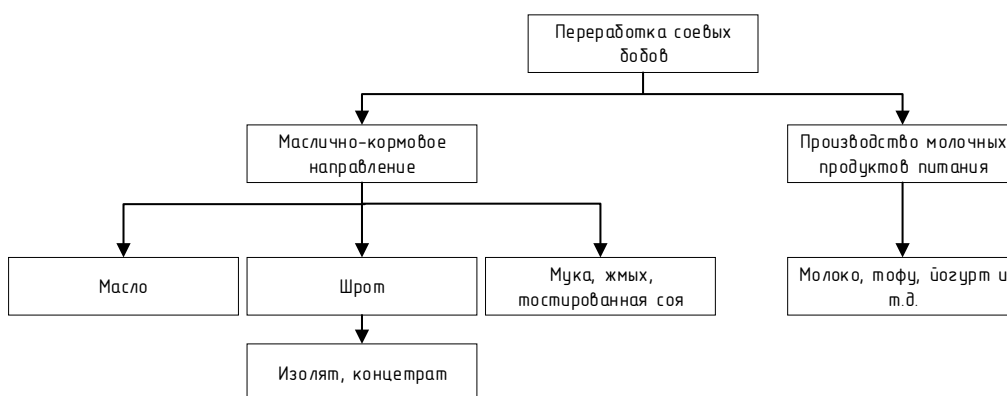 Переработка соевых
бобов
Маслично-кормовое
направление
Производство молочных
продуктов питания
Масло
Шрот
Мука, жмых,
тостированная соя
Молоко, тофу, йогурт и
т.д.
Изолят, концетрат